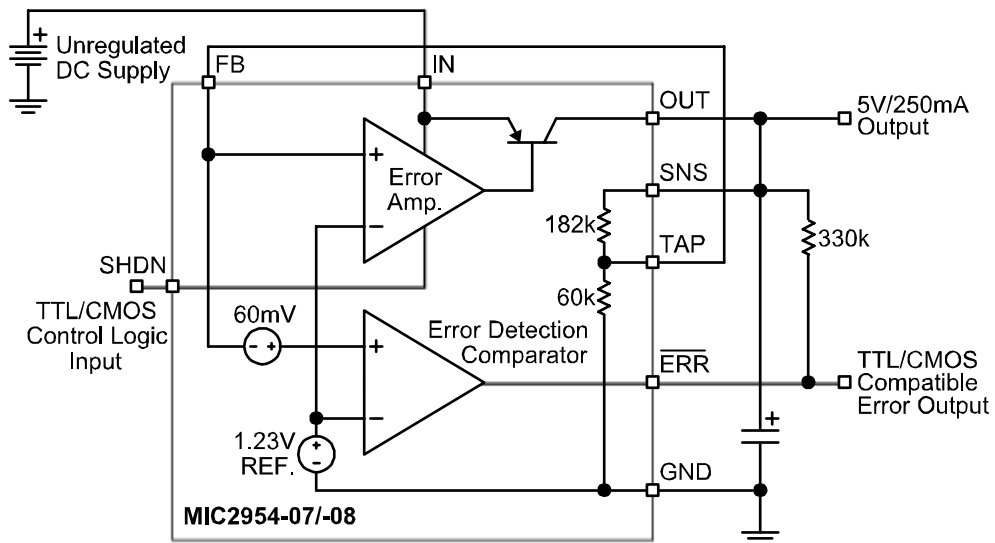 Unregulated
DC Supply
FB
IN
OUT
5V/250mA
Output
Error
Amp.
SNS
182k
330k
TAP
SHDN
60k
TTL/CMOS
Control Logic
Input
60mV
Error Detection
Comparator
ERR
TTL/CMOS
Compatible
Error Output
1.23V
REF.
GND
MIC2954-07/-08